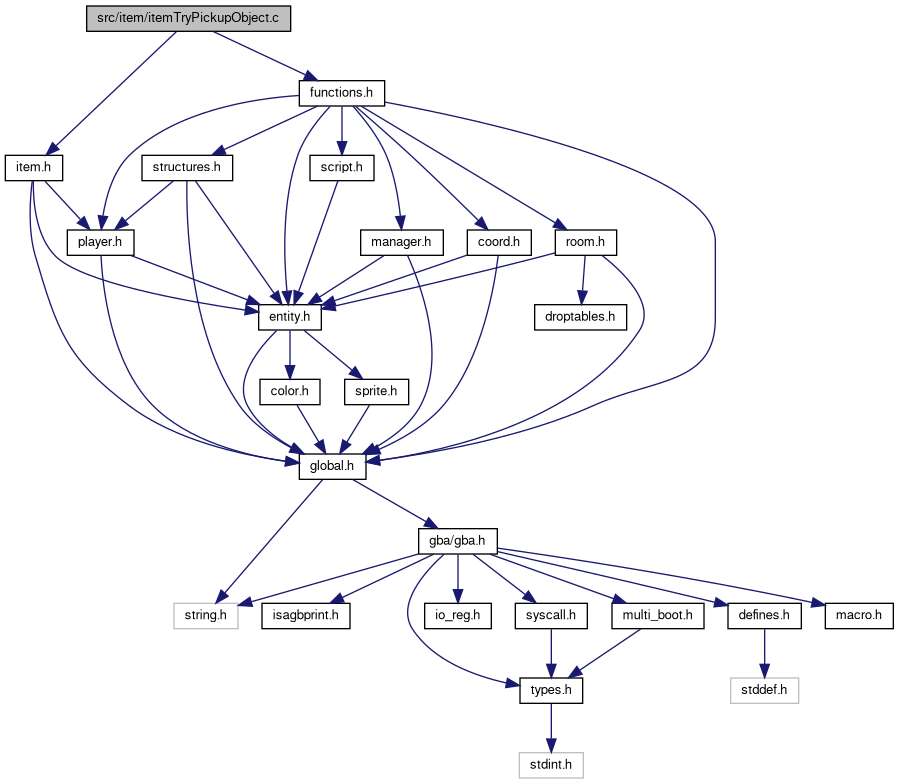 src/item/itemTryPickupObject.c
functions.h
item.h
structures.h
script.h
player.h
manager.h
coord.h
room.h
entity.h
droptables.h
color.h
sprite.h
global.h
gba/gba.h
string.h
isagbprint.h
io_reg.h
syscall.h
multi_boot.h
defines.h
macro.h
types.h
stddef.h
stdint.h